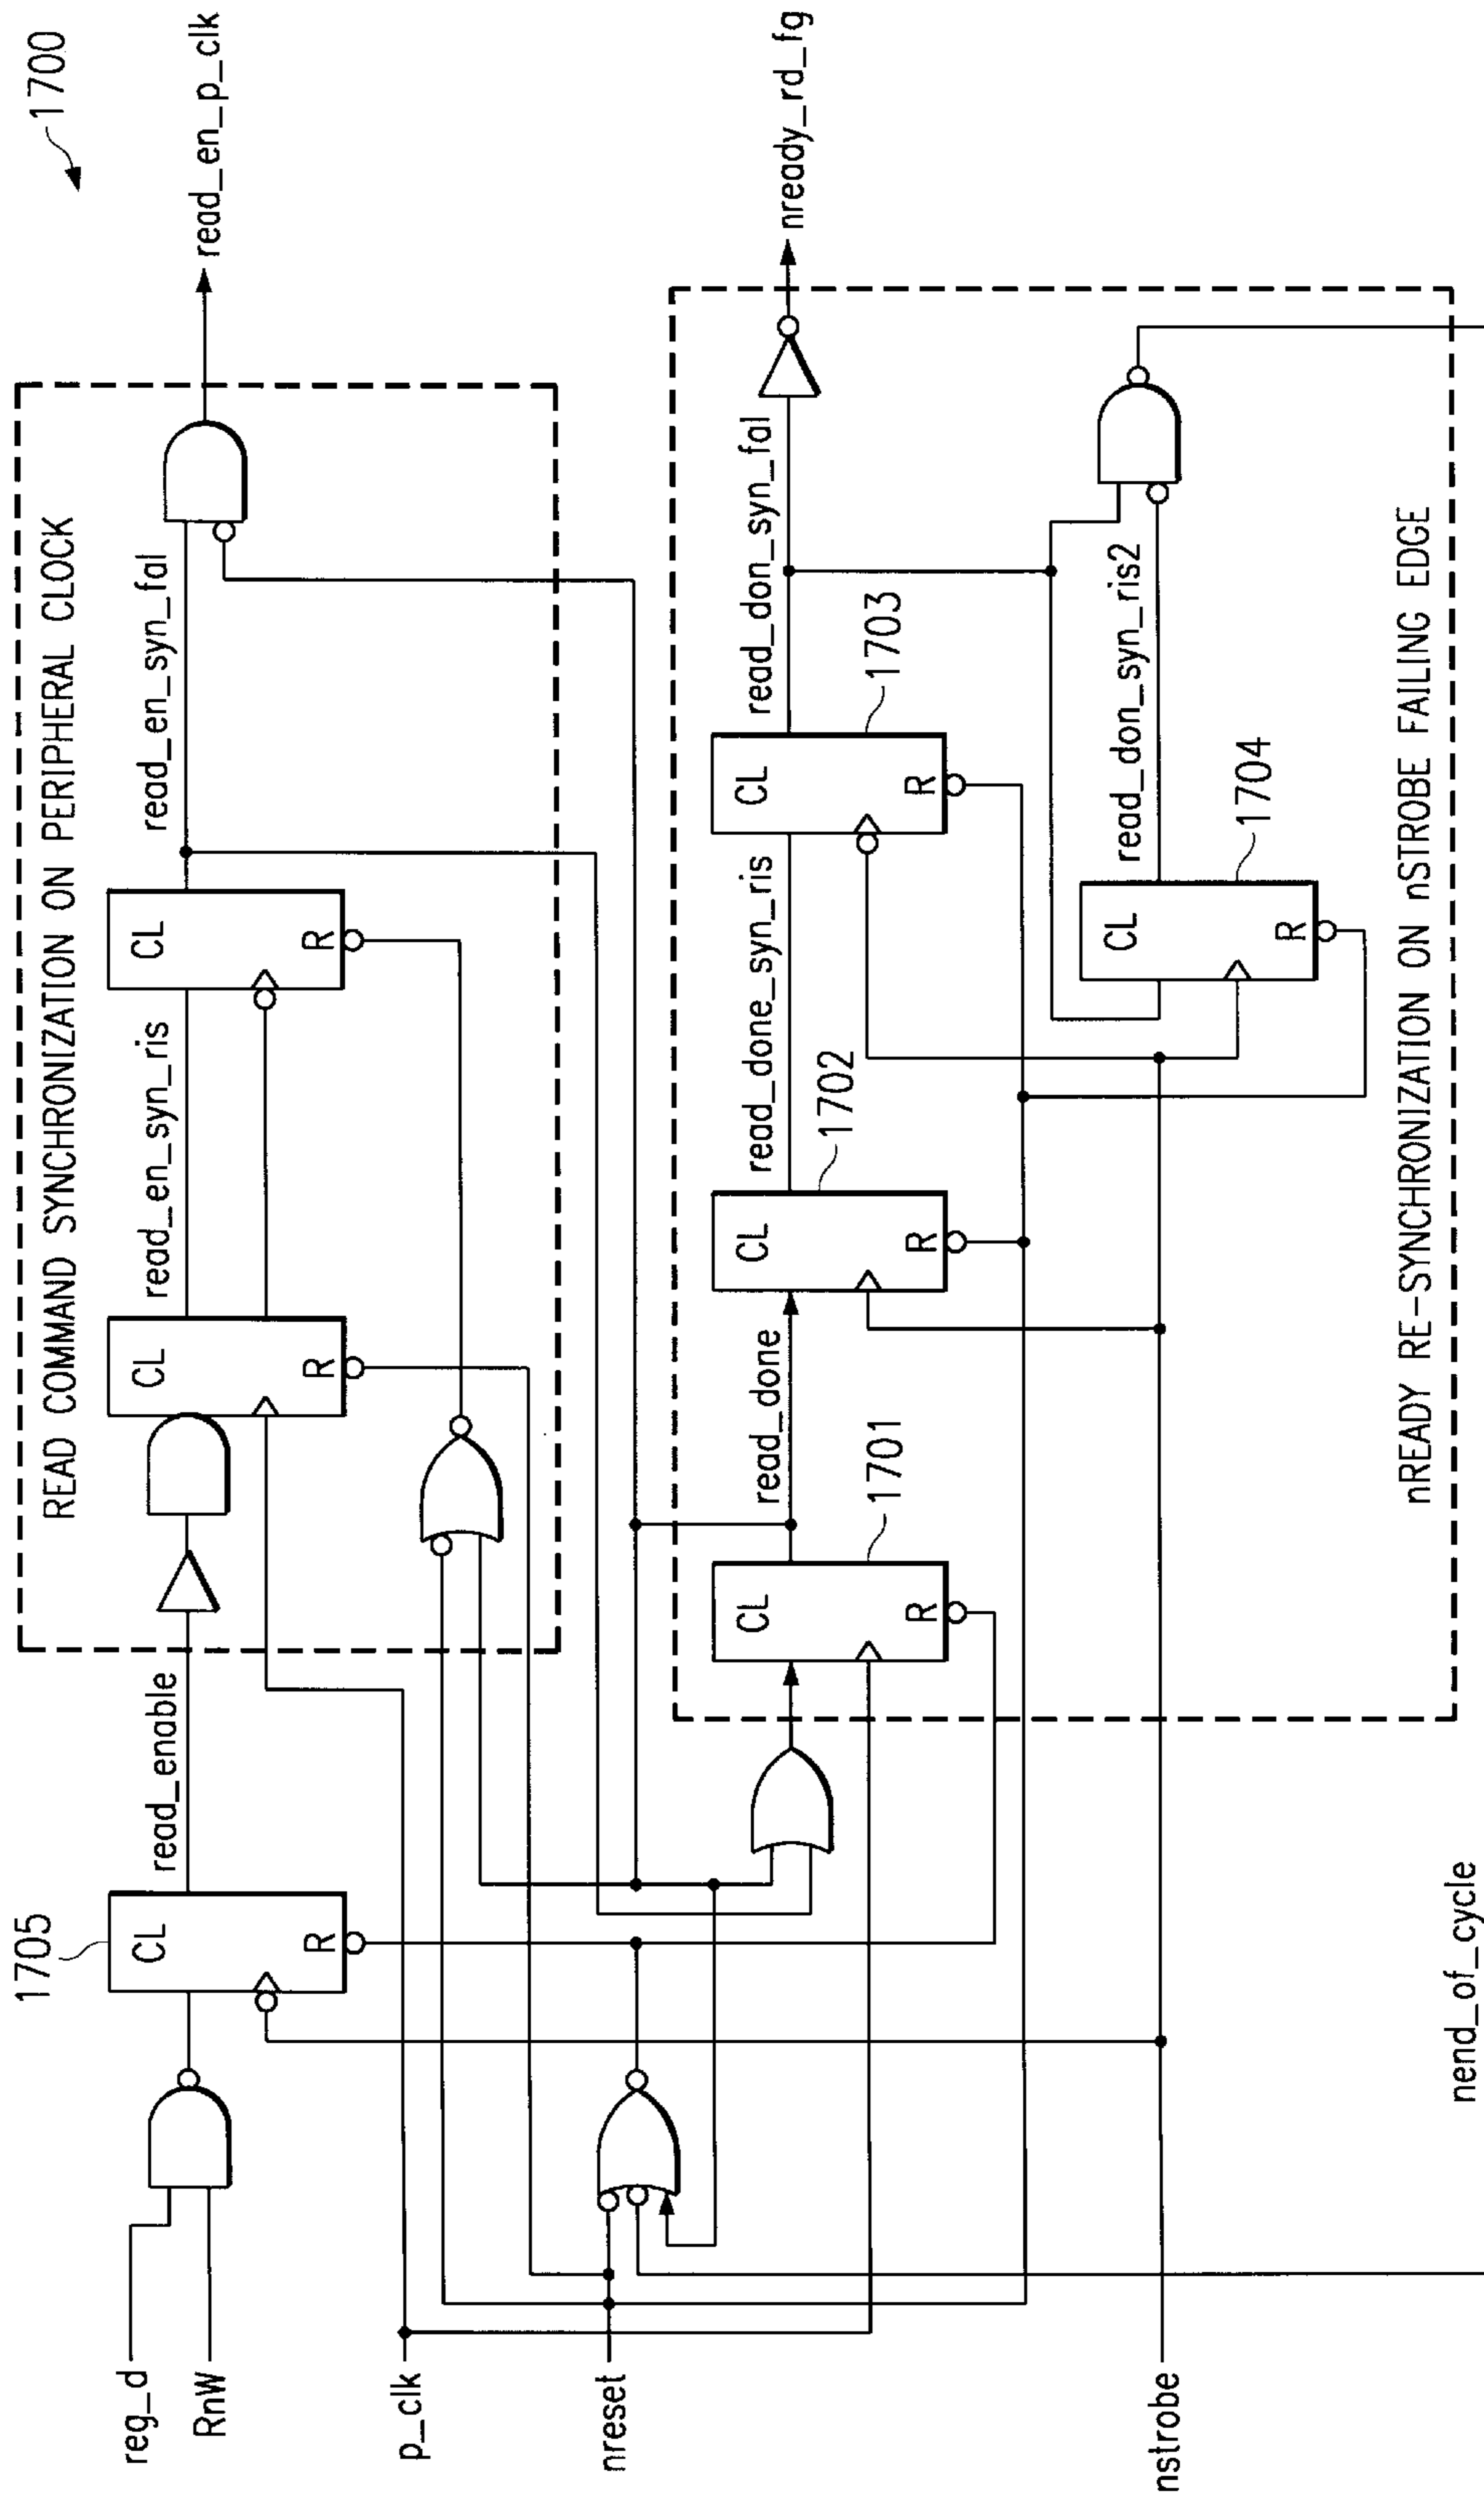 1700
READ COMMAND SYNCHRONIZATION ON PERIPHERAL CLOCK
1705
reg_d
RnW
CL
R
read_enable
CL
R
read_en_syn_ris
CL
R
read_en_syn_fal
read_en_p_clk
p_clk
nreset
CL
R
1701
read_done
CL
R
1702
read_done_syn_ris
CL
R
1703
read_don_syn_fal
nready_rd_fg
nstrobe
CL
R
1704
read_don_syn_ris2
nREADY RE-SYNCHRONIZATION ON nSTROBE FAILING EDGE
nend_of_cycle